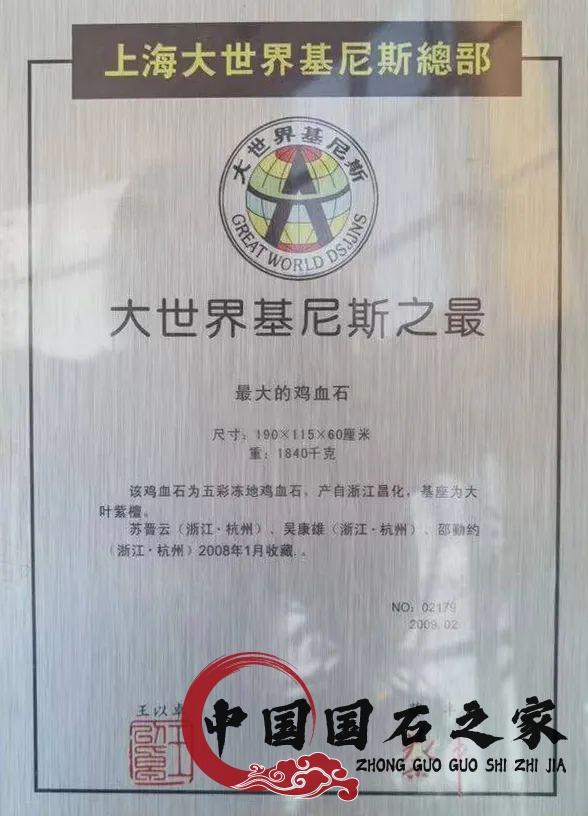 上海大世界基尼斯總部
大世界基尼斯
GREAT WORLD DSJJNS
大世界基尼斯之最
最大的鸡血石
尺寸:190×115×60厘米
重:1840千克
该鸡血石为五彩冻地鸡血石,产自浙江昌化,基座为大
叶紫檀。
苏晋云(浙江·杭州)、吴康雄(浙江·杭州)、邵勤约
(浙江·杭州)2008年1月收藏.。
NO:02179
2009.02
王以卓
中国国石之家
ZHONG GUO GUO SHI ZHI JIA